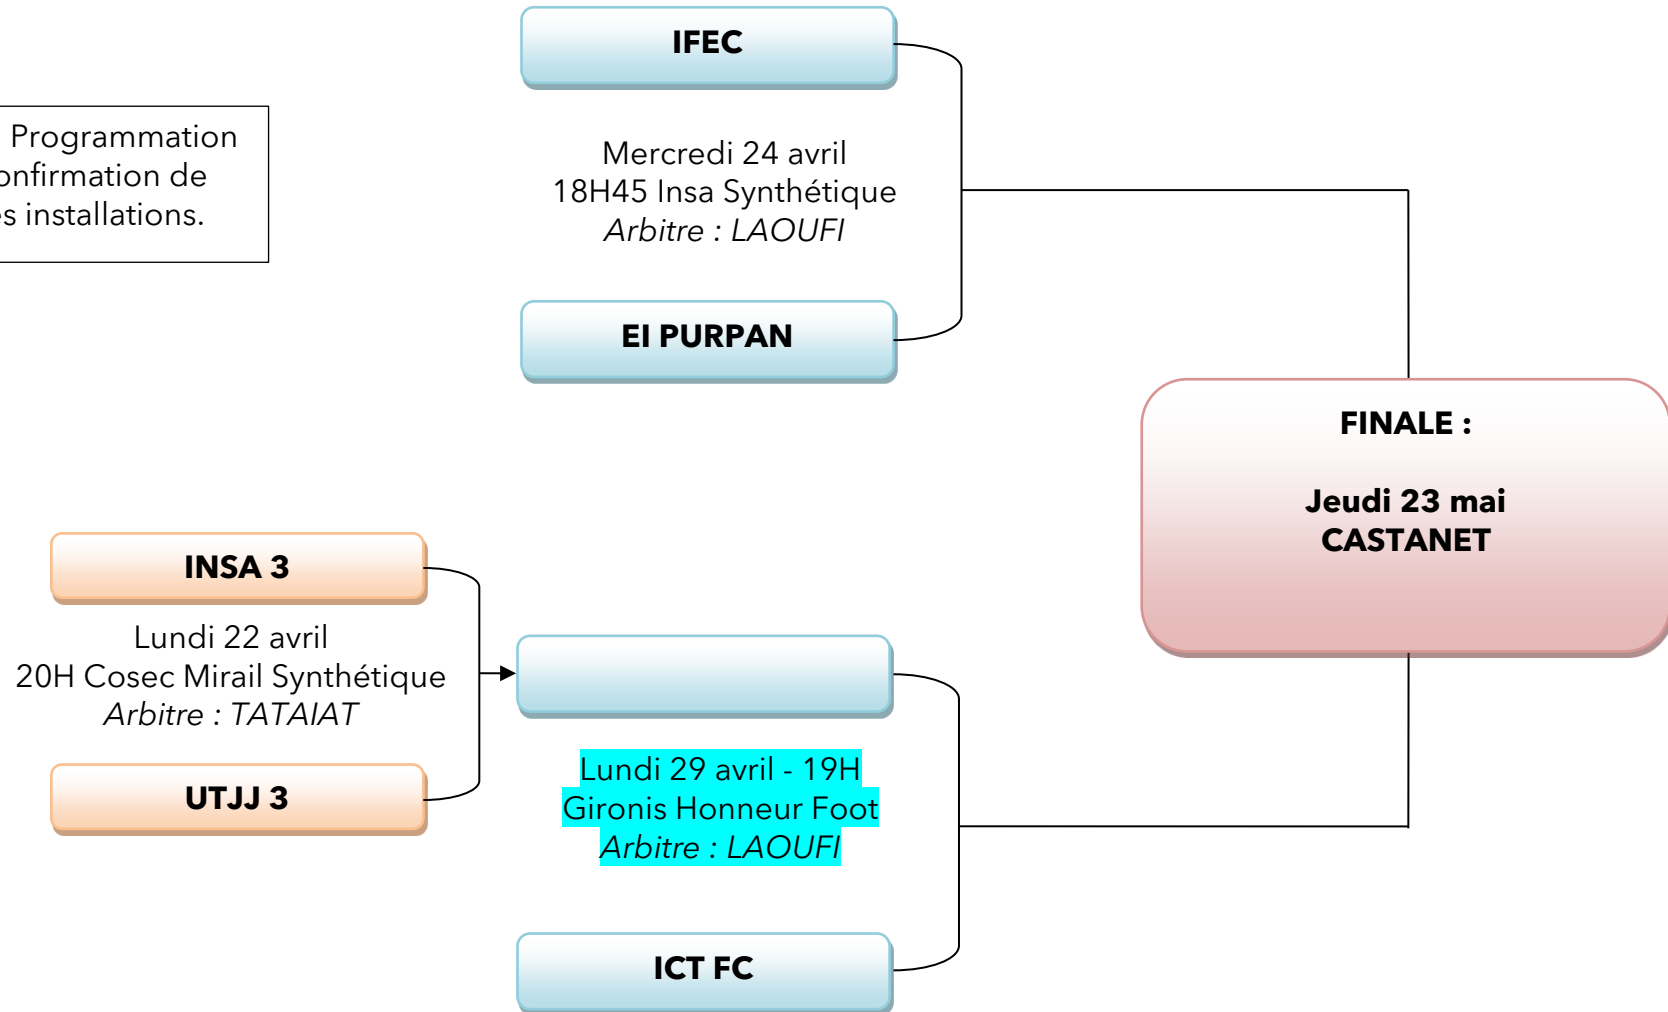 IFEC
Programmation
onfirmation de
es installations.
Mercredi 24 avril
18H45 Insa Synthétique
Arbitre : LAOUFI
EI PURPAN
FINALE :
Jeudi 23 mai
CASTANET
INSA 3
Lundi 22 avril
20H Cosec Mirail Synthétique
Arbitre : TATAIAT
UTJJ 3
Lundi 29 avril - 19H
Gironis Honneur Foot
Arbitre : LAOUFI
ICT FC